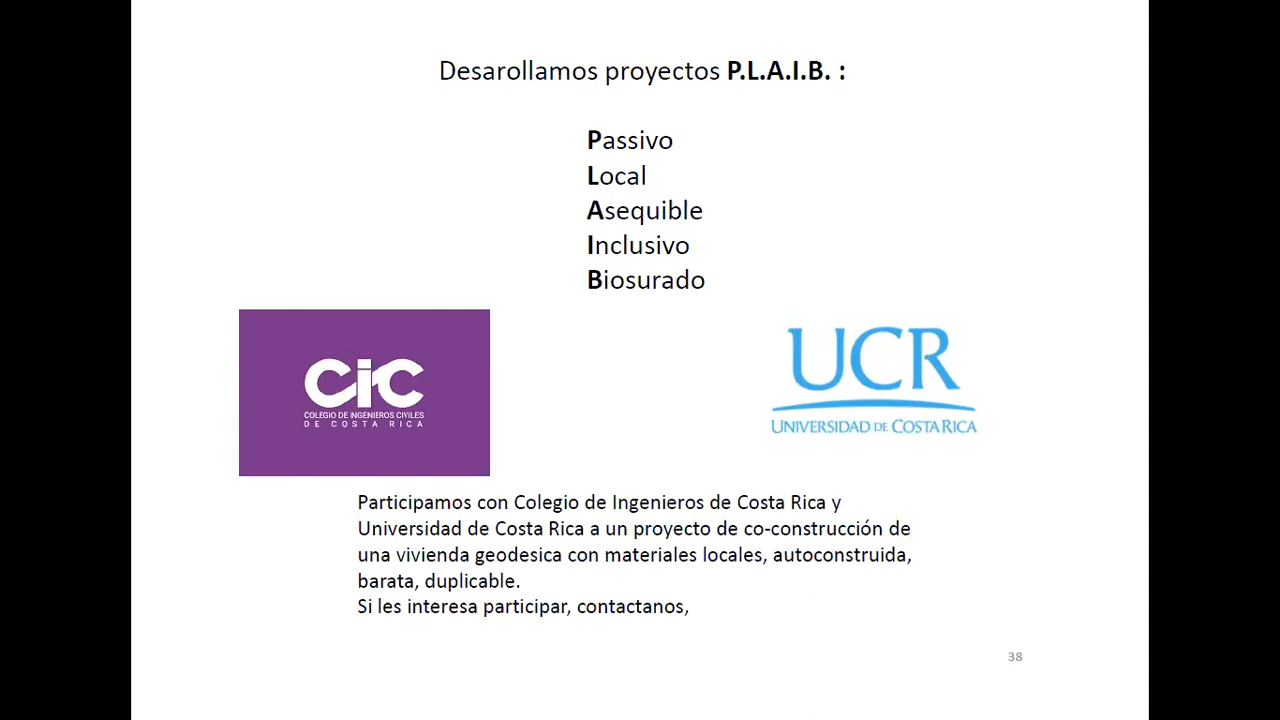 Desarollamos proyectos P.L.A.I.B. :
Passivo
Local
Asequible
Inclusivo
Biosurado
CIC
COLEGIO DE INGENIEROS CIVILES
DE COSTA RICA
UCR
UNIVERSIDAD DE COSTA RICA
Participamos con Colegio de Ingenieros de Costa Rica y
Universidad de Costa Rica a un proyecto de co-construcción de
una vivienda geodesica con materiales locales, autoconstruida,
barata, duplicable.
Si les interesa participar, contactanos,
38